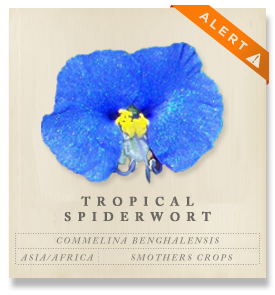 ALERT
TROPICAL
SPIDERWORT
COMMELINA BENGHALENSIS
ASIA/AFRICA SMOTHERS CROPS